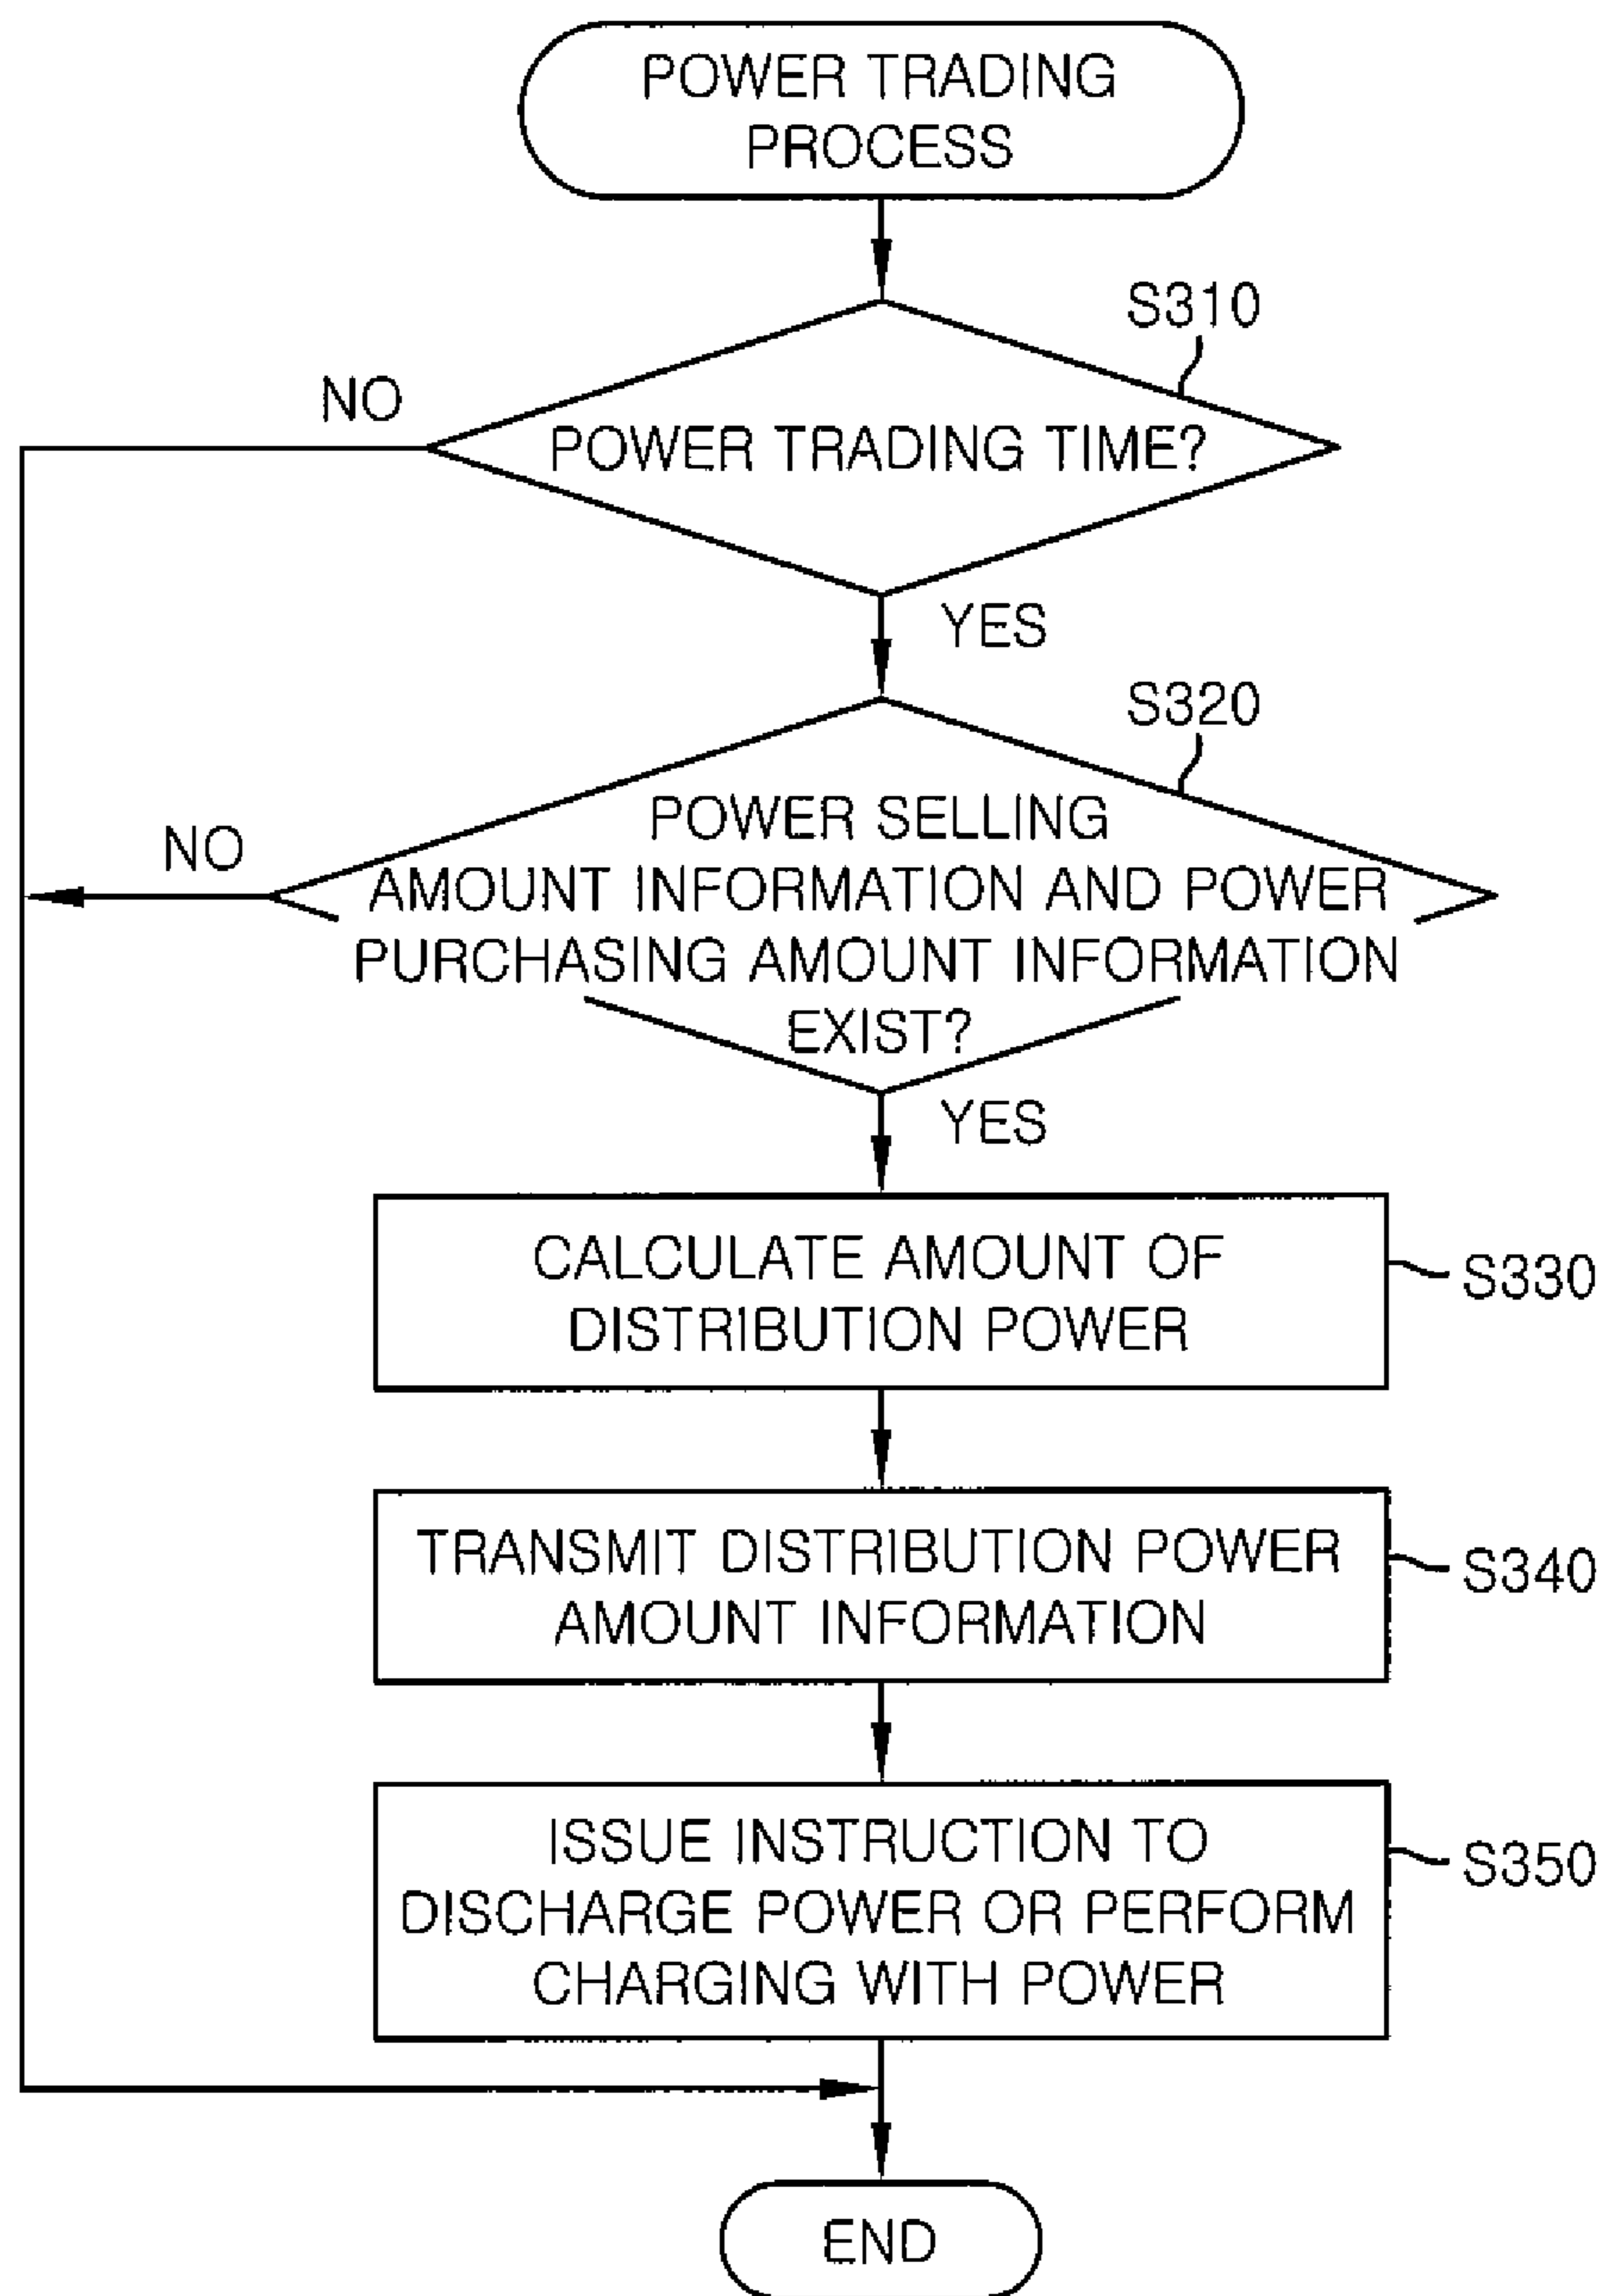 POWER TRADING
PROCESS
S310
NO
POWER TRADING TIME?
YES
S320
POWER SELLING
NO
AMOUNT INFORMATION AND POWER
PURCHASING AMOUNT INFORMATION
EXIST?
YES
CALCULATE AMOUNT OF
DISTRIBUTION POWER
S330
TRANSMIT DISTRIBUTION POWER
AMOUNT INFORMATION
S340
ISSUE INSTRUCTION TO
DISCHARGE POWER OR PERFORM
CHARGING WITH POWER
S350
END